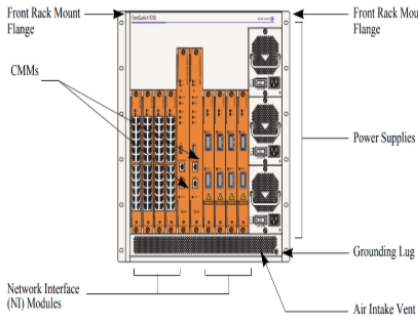 Front Rack Mount
Flange
Front Rack Mou
Flange
CMMs
Power Supplies
Grounding Lug
Network Interface
(NI) Modules
Air Intake Vent